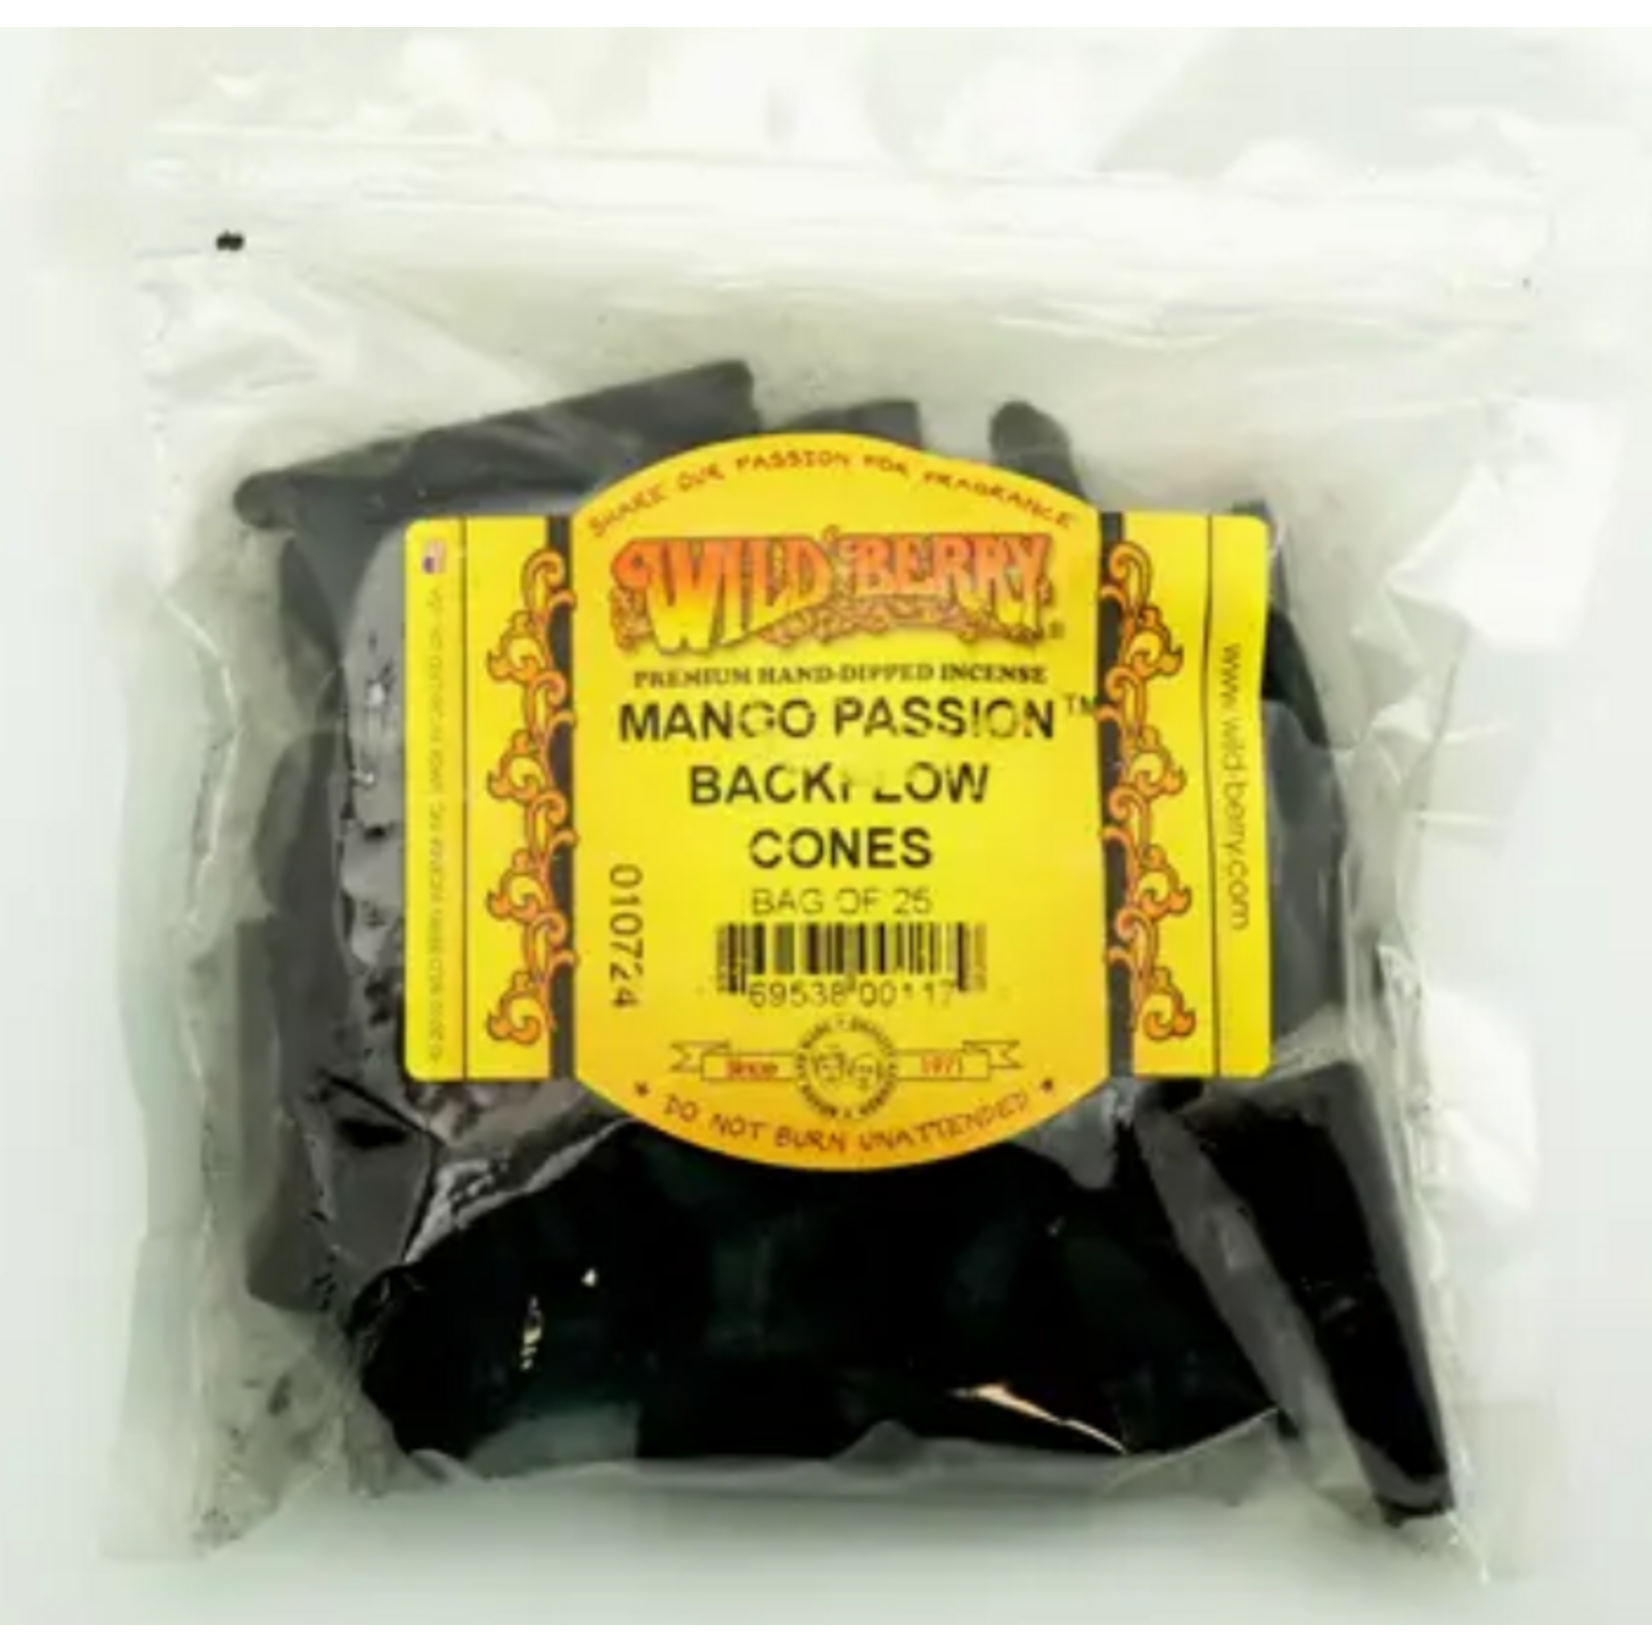 SHARE OUR PASSION FOR FRAGRANCE
WILD BERRY®
PREMIUM HAND-DIPPED INCENSE
MANGO PASSION™
BACKFLOW
CONES
BAG OF 25
010724
69538 00117
Since 1971
* DO NOT BURN UNATTENDED *
www.wild-berry.com